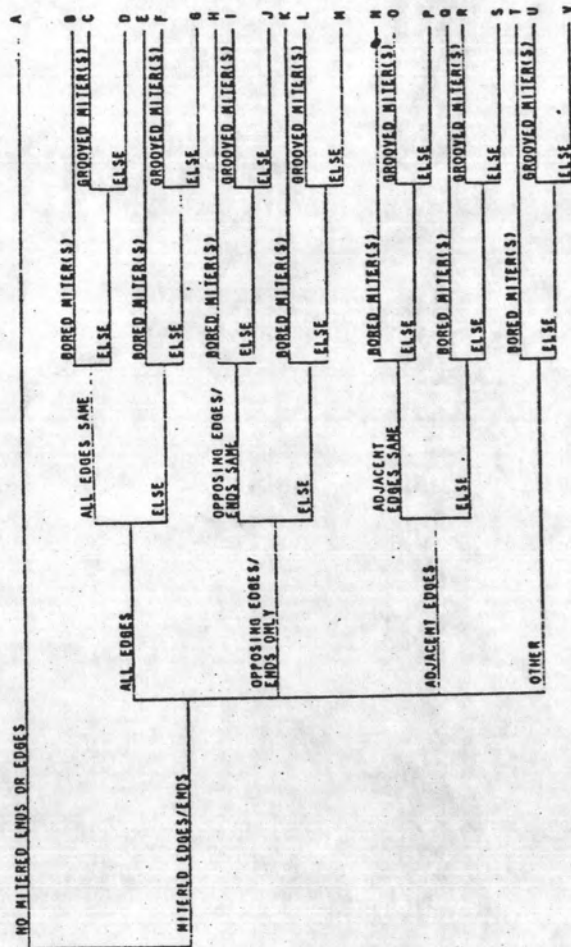 NO MITERED ENDS OR EDGES A
BORED MITER(S) B
ALL EDGES SAME GROOVED MITER(S) C
ELSE
ELSE D
ALL EDGES
BORED MITER(S) E
ELSE GROOVED MITER(S) F
ELSE
ELSE G
MITERED EDGES/ENDS
BORED MITER(S) H
OPPOSING EDGES/
ENDS SAME GROOVED MITER(S) I
ELSE
ELSE J
OPPOSING EDGES/
ENDS ONLY
BORED MITER(S) K
ELSE GROOVED MITER(S) L
ELSE
ELSE M
BORED MITER(S) N
ADJACENT
EDGES SAME GROOVED MITER(S) O
ELSE
ELSE P
ADJACENT EDGES
BORED MITER(S) Q
ELSE GROOVED MITER(S) R
ELSE
ELSE S
BORED MITER(S) T
OTHER GROOVED MITER(S) U
ELSE
ELSE V